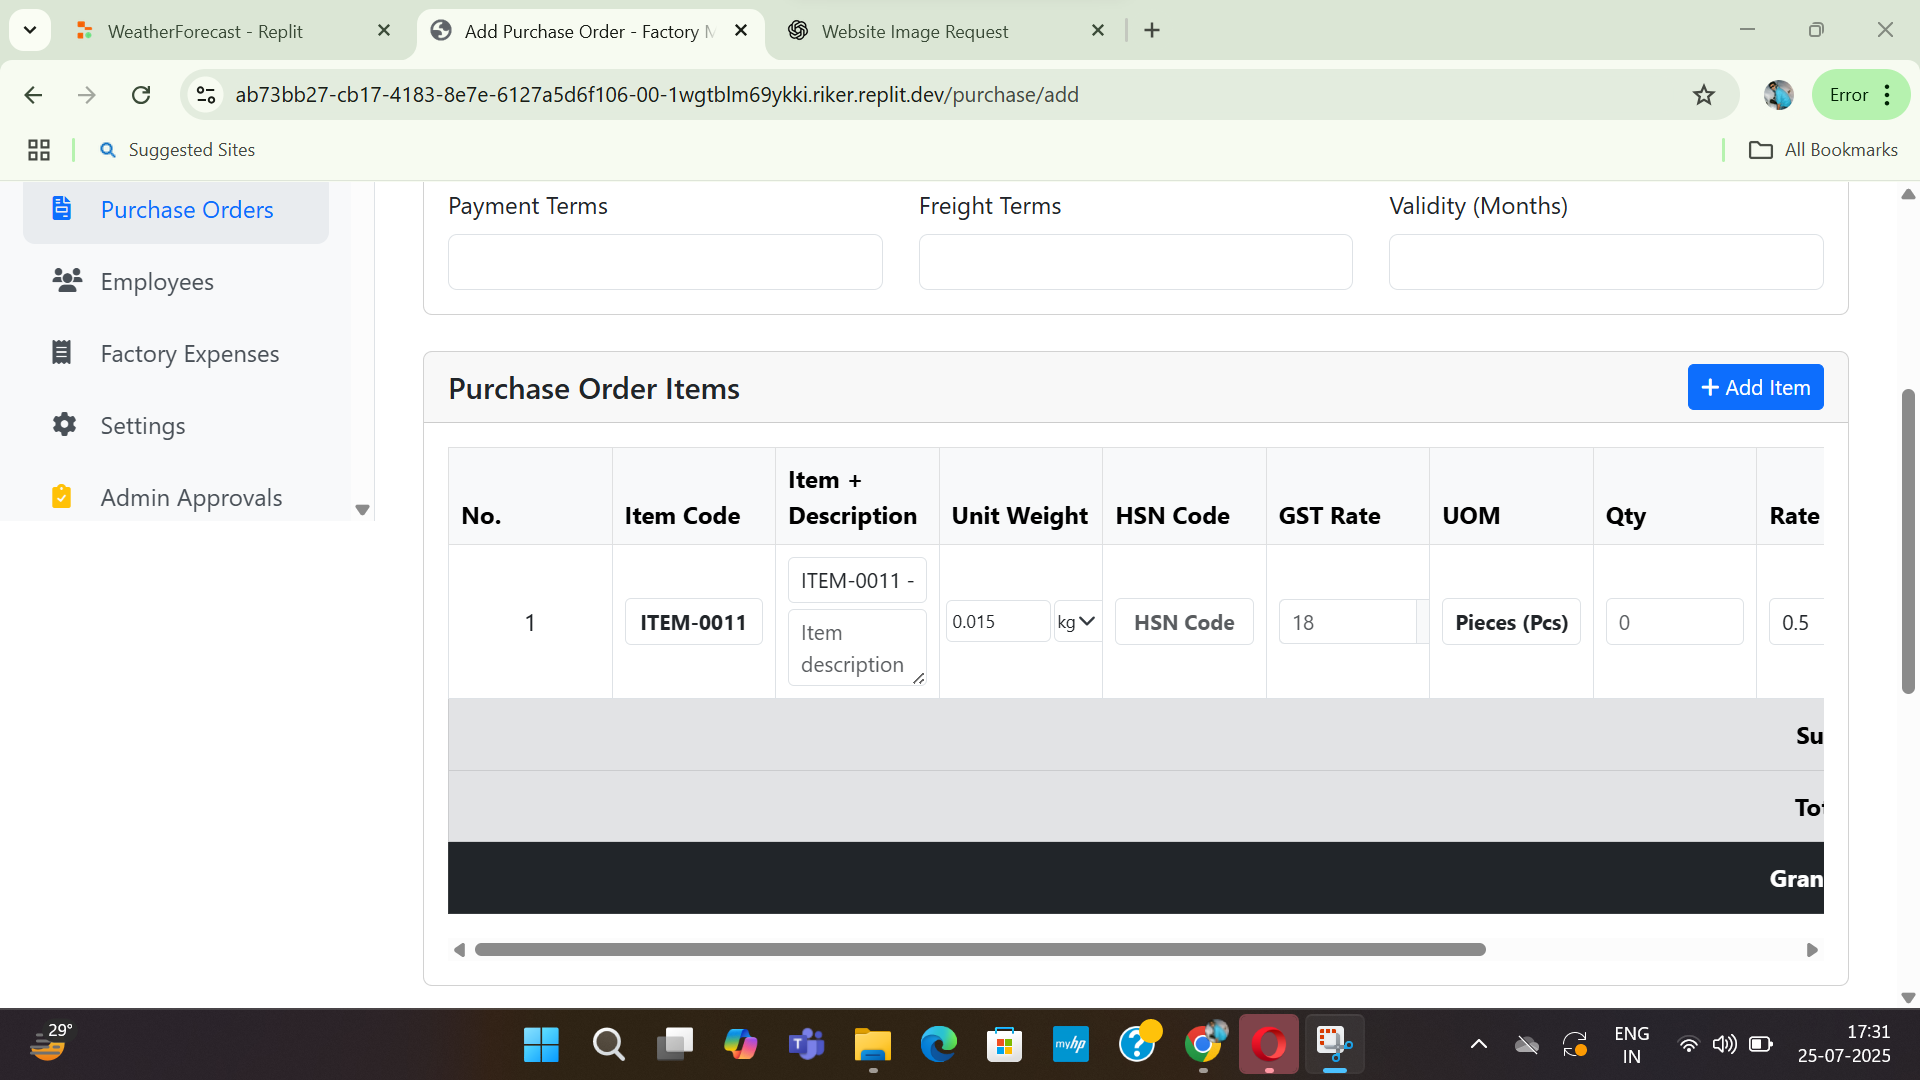 WeatherForecast - Replit
Add Purchase Order - Factory M
Website Image Request
ab73bb27-cb17-4183-8e7e-6127a5d6f106-00-1wgtblm69ykki.riker.replit.dev/purchase/add
Error
Suggested Sites
All Bookmarks
Purchase Orders
Employees
Factory Expenses
Settings
Admin Approvals
Payment Terms
Freight Terms
Validity (Months)
Purchase Order Items
+ Add Item
No.
Item Code
Item +
Description
Unit Weight
HSN Code
GST Rate
UOM
Qty
Rate
1
ITEM-0011
ITEM-0011 -
Item
description
0.015
kg
HSN Code
18
Pieces (Pcs)
0
0.5
Su
Tot
Gran
29°
myhp
ENG
IN
17:31
25-07-2025